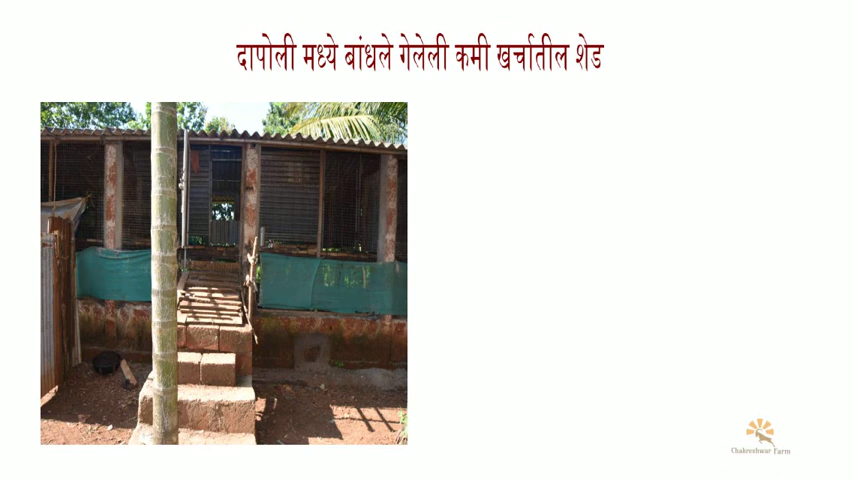 दापोली मध्ये बांधले गेलेली कमी खर्चातील शेड
Chakreshwar Farm